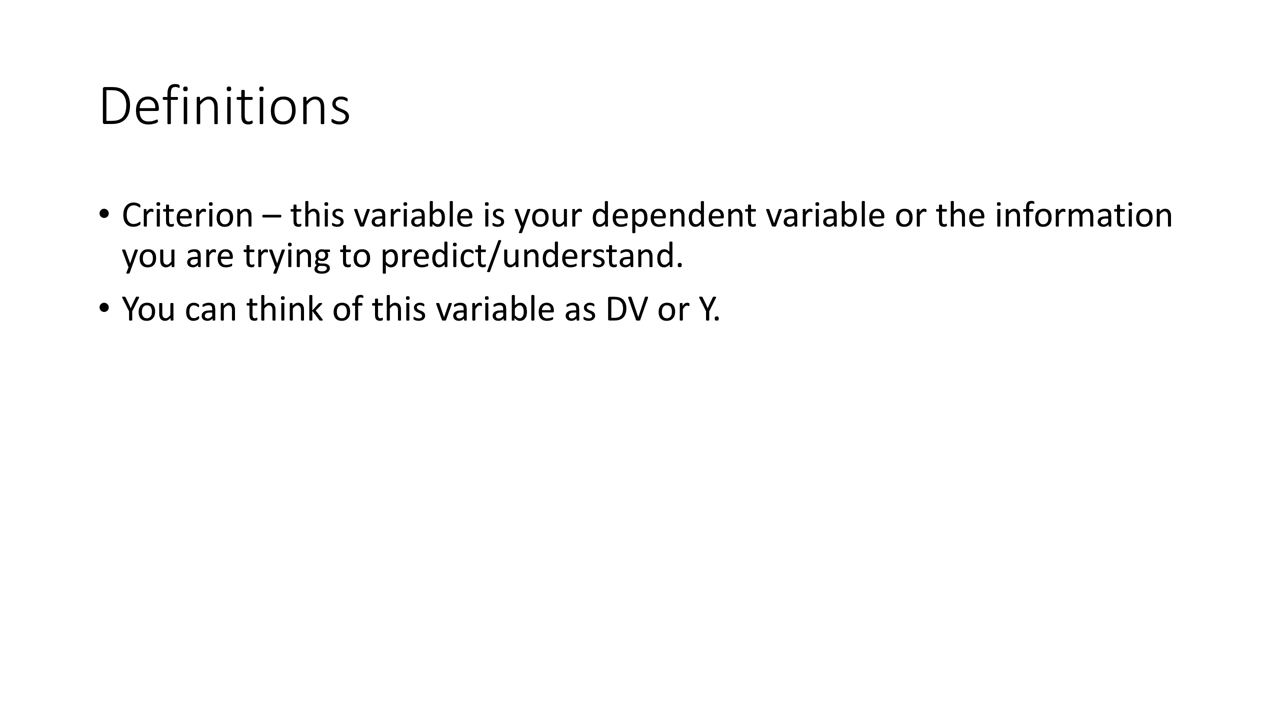 Definitions
• Criterion – this variable is your dependent variable or the information
you are trying to predict/understand.
• You can think of this variable as DV or Y.